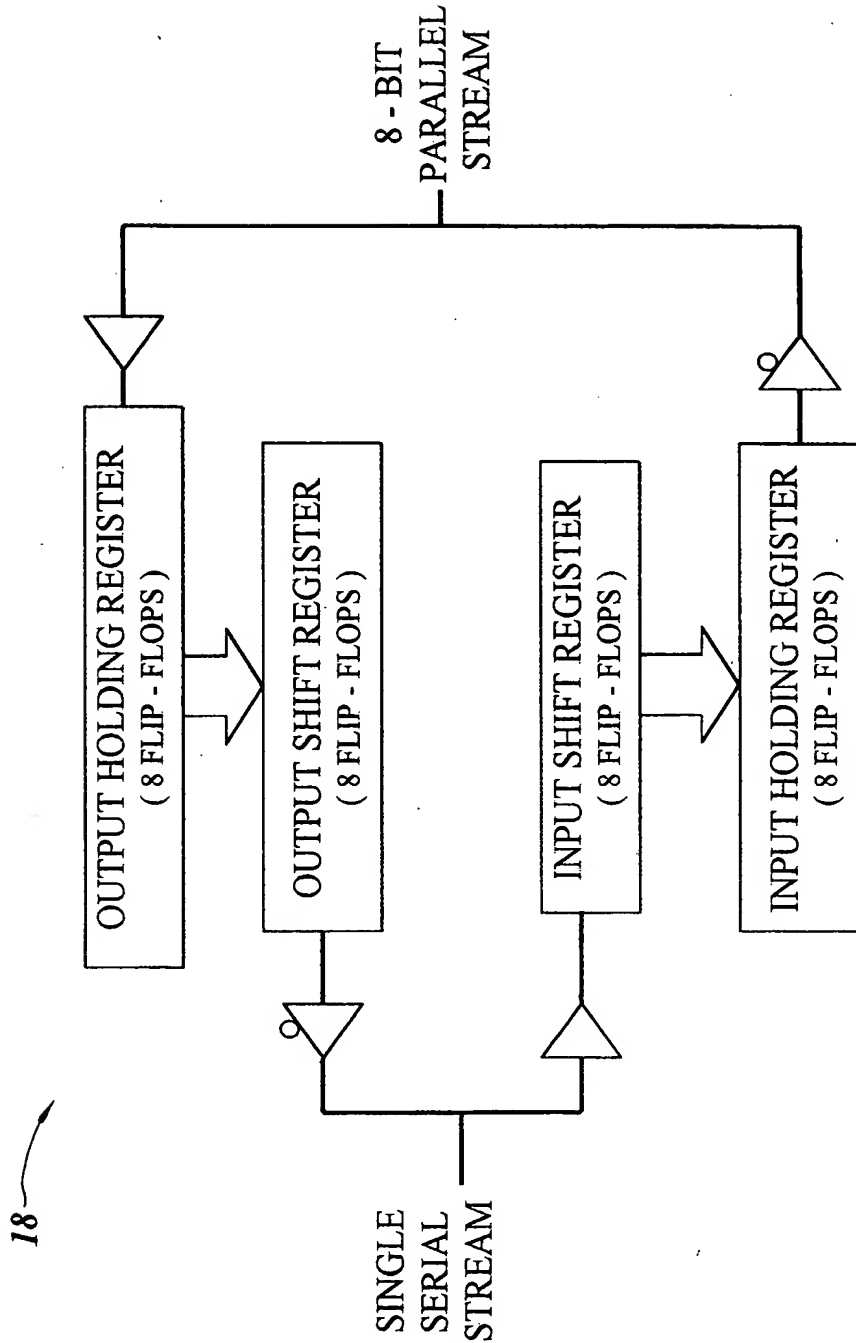 18
OUTPUT HOLDING REGISTER
( 8 FLIP - FLOPS )
OUTPUT SHIFT REGISTER
( 8 FLIP - FLOPS )
8 - BIT
PARALLEL
STREAM
SINGLE
SERIAL
STREAM
INPUT SHIFT REGISTER
( 8 FLIP - FLOPS )
INPUT HOLDING REGISTER
( 8 FLIP - FLOPS )